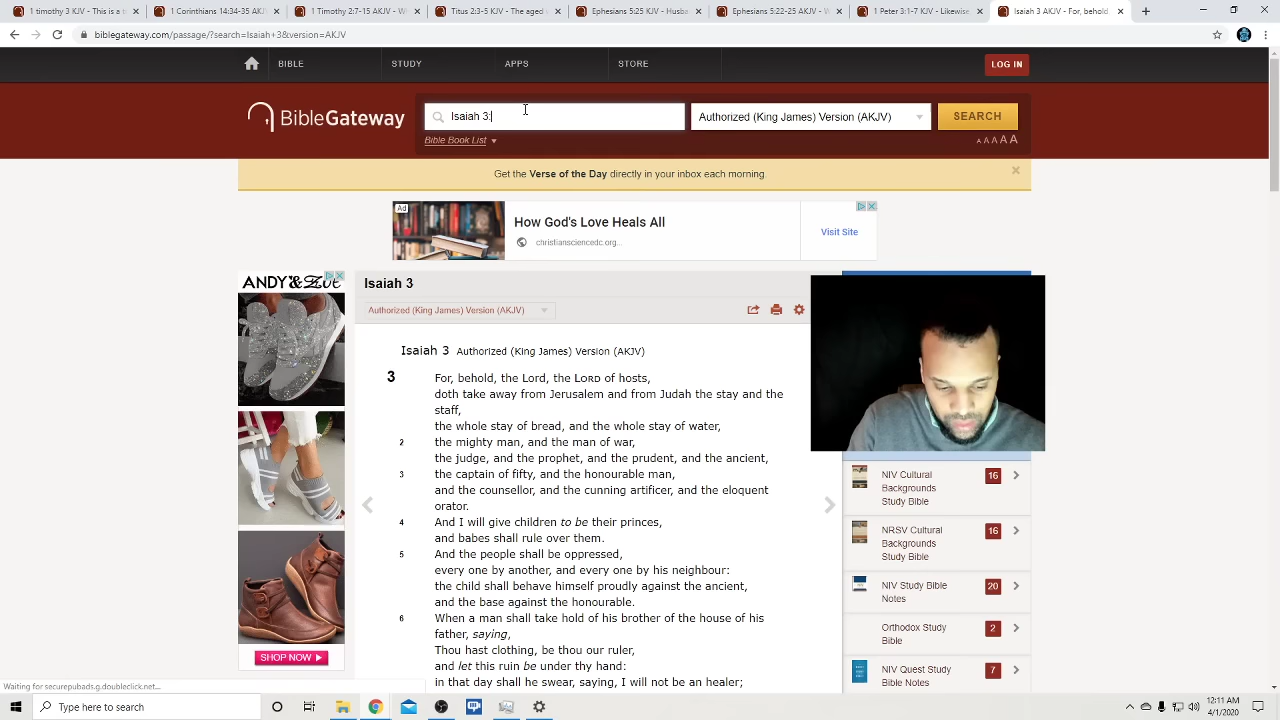 1 timothy 3 KJV - This is a t
1 Corinthians 14:34-35
1 Timothy 2:7-15 AKJV - W
Titus 2:3-5 KJV - The aged
Ephesians 5:25 KJV - Husb
Ephesians 5:22 AKJV - W
1 Peter 3:1-7 KJV - Likewise
Isaiah 3 AKJV - For, behold,
biblegateway.com/passage/?search=Isaiah+3&version=AKJV
BIBLE
STUDY
APPS
STORE
LOG IN
BibleGateway
Isaiah 3:
Authorized (King James) Version (AKJV)
SEARCH
Bible Book List
A A A A A
Get the Verse of the Day directly in your inbox each morning.
Ad
How God's Love Heals All
christiansciencedc.org...
Visit Site
ANDY & Zoe
SHOP NOW
Isaiah 3
Authorized (King James) Version (AKJV)
Isaiah 3 Authorized (King James) Version (AKJV)
3 For, behold, the Lord, the LORD of hosts,
doth take away from Jerusalem and from Judah the stay and the
staff,
the whole stay of bread, and the whole stay of water,
2 the mighty man, and the man of war,
the judge, and the prophet, and the prudent, and the ancient,
3 the captain of fifty, and the honourable man,
and the counsellor, and the cunning artificer, and the eloquent
orator.
4 And I will give children to be their princes,
and babes shall rule over them.
5 And the people shall be oppressed,
every one by another, and every one by his neighbour:
the child shall behave himself proudly against the ancient,
and the base against the honourable.
6 When a man shall take hold of his brother of the house of his
father, saying,
Thou hast clothing, be thou our ruler,
and let this ruin be under thy hand:
in that day shall he swear, saying, I will not be an healer;
NIV Cultural
Backgrounds
Study Bible
16
NRSV Cultural
Backgrounds
Study Bible
16
NIV Study Bible
Notes
20
Orthodox Study
Bible
2
NIV Quest Study
Bible Notes
7
Waiting for securepubads.g.doubleclick.net...
Type here to search
12:11 AM
4/1/2020